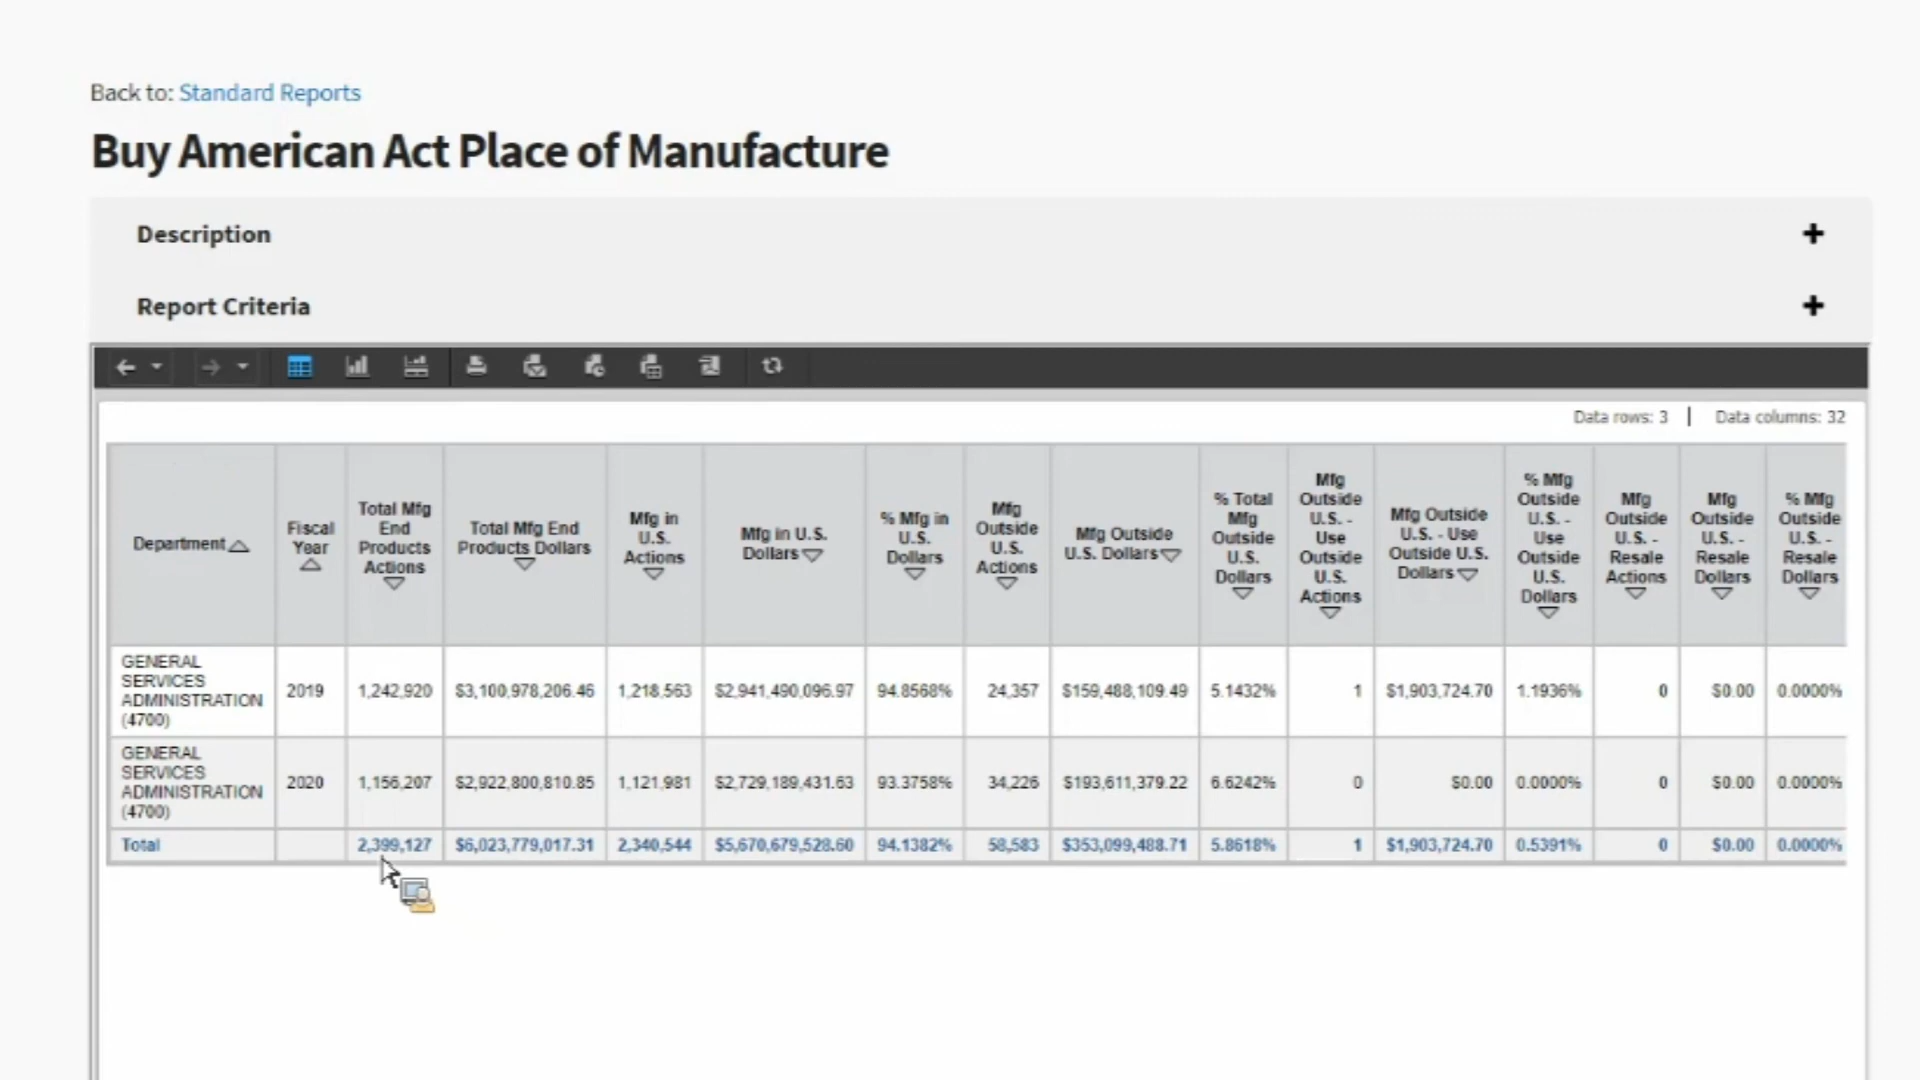 Back to: Standard Reports
Buy American Act Place of Manufacture
Description
Report Criteria
Data rows: 3 | Data columns: 32
Department
Fiscal
Year
Total Mfg
End
Products
Actions
Total Mfg End
Products Dollars
Mfg in
U.S.
Actions
Mfg in U.S.
Dollars
% Mfg in
U.S.
Dollars
Mfg
Outside
U.S.
Actions
Mfg Outside
U.S. Dollars
% Total
Mfg
Outside
U.S.
Dollars
Mfg
Outside
U.S. -
Use
Outside
U.S.
Actions
Mfg Outside
U.S. - Use
Outside U.S.
Dollars
% Mfg
Outside
U.S. -
Use
Outside
U.S.
Dollars
Mfg
Outside
U.S. -
Resale
Actions
Mfg
Outside
U.S. -
Resale
Dollars
% Mfg
Outside
U.S. -
Resale
Dollars
GENERAL
SERVICES
ADMINISTRATION
(4700)
2019 1,242,920 $3,100,978,206.46 1,218,563 $2,941,490,096.97 94.8568% 24,357 $159,488,109.49 5.1432% 1 $1,903,724.70 1.1936% 0 $0.00 0.0000%
GENERAL
SERVICES
ADMINISTRATION
(4700)
2020 1,156,207 $2,922,800,810.85 1,121,981 $2,729,189,431.63 93.3758% 34,226 $193,611,379.22 6.6242% 0 $0.00 0.0000% 0 $0.00 0.0000%
Total 2,399,127 $6,023,779,017.31 2,340,544 $5,670,679,528.60 94.1382% 58,583 $353,099,488.71 5.8618% 1 $1,903,724.70 0.5391% 0 $0.00 0.0000%